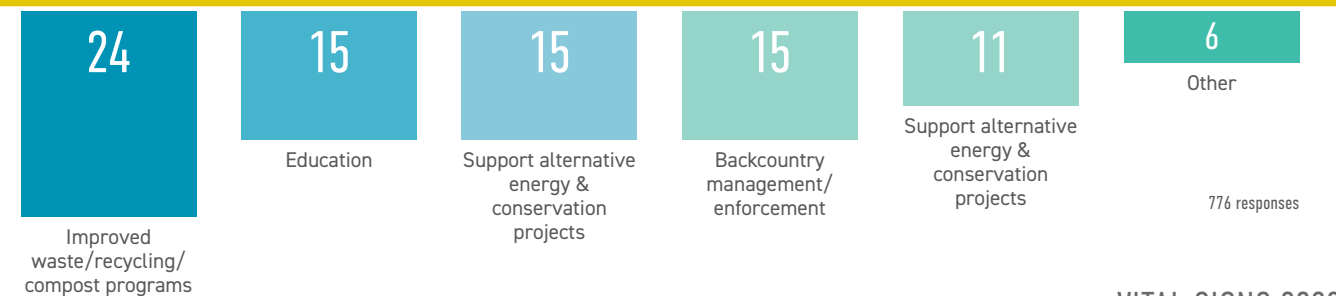 24
Improved
waste/recycling/
compost programs
15
Education
15
Support alternative
energy &
conservation
projects
15
Backcountry
management/
enforcement
11
Support alternative
energy &
conservation
projects
6
Other
776 responses